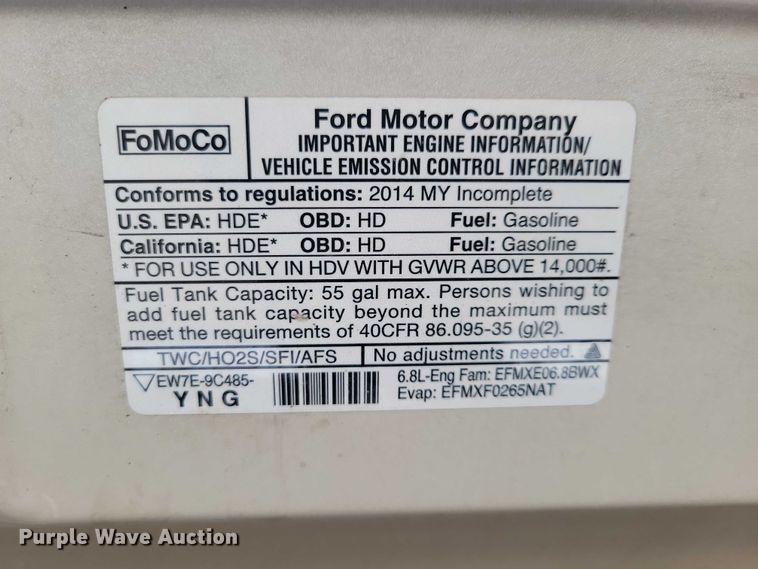 FoMoCo
Ford Motor Company
IMPORTANT ENGINE INFORMATION/
VEHICLE EMISSION CONTROL INFORMATION
Conforms to regulations: 2014 MY Incomplete
U.S. EPA: HDE* OBD: HD Fuel: Gasoline
California: HDE* OBD: HD Fuel: Gasoline
* FOR USE ONLY IN HDV WITH GVWR ABOVE 14,000#.
Fuel Tank Capacity: 55 gal max. Persons wishing to
add fuel tank capacity beyond the maximum must
meet the requirements of 40CFR 86.095-35 (g)(2).
TWC/HO2S/SFI/AFS No adjustments needed.
EW7E-9C485-
YNG
6.8L-Eng Fam: EFMXE06.8BWX
Evap: EFMXF0265NAT
Purple Wave Auction